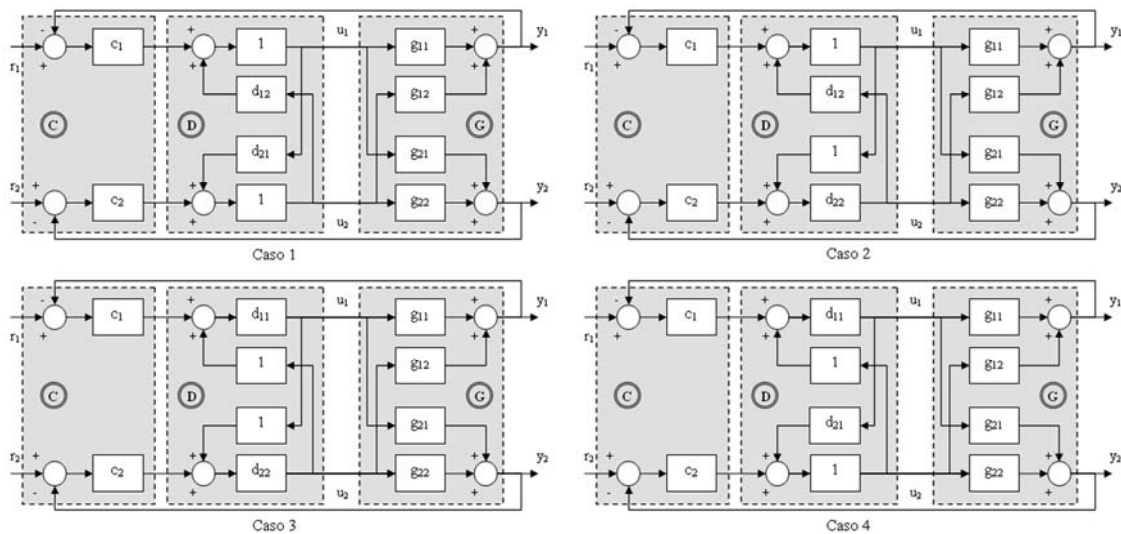 - + c₁ + + 1 d₁₂ u₁ g₁₁ + + g₁₂ y₁
r₁
C D G
r₂ + - c₂ + + d₂₁ 1 u₂ g₂₁ g₂₂ + + y₂
Caso 1
- + c₁ + + 1 d₁₂ u₁ g₁₁ + + g₁₂ y₁
r₁
C D G
r₂ + - c₂ + + 1 d₂₂ u₂ g₂₁ g₂₂ + + y₂
Caso 2
- + c₁ + + d₁₁ 1 u₁ g₁₁ + + g₁₂ y₁
r₁
C D G
r₂ + - c₂ + + 1 d₂₂ u₂ g₂₁ g₂₂ + + y₂
Caso 3
- + c₁ + + d₁₁ 1 u₁ g₁₁ + + g₁₂ y₁
r₁
C D G
r₂ + - c₂ + + d₂₁ 1 u₂ g₂₁ g₂₂ + + y₂
Caso 4